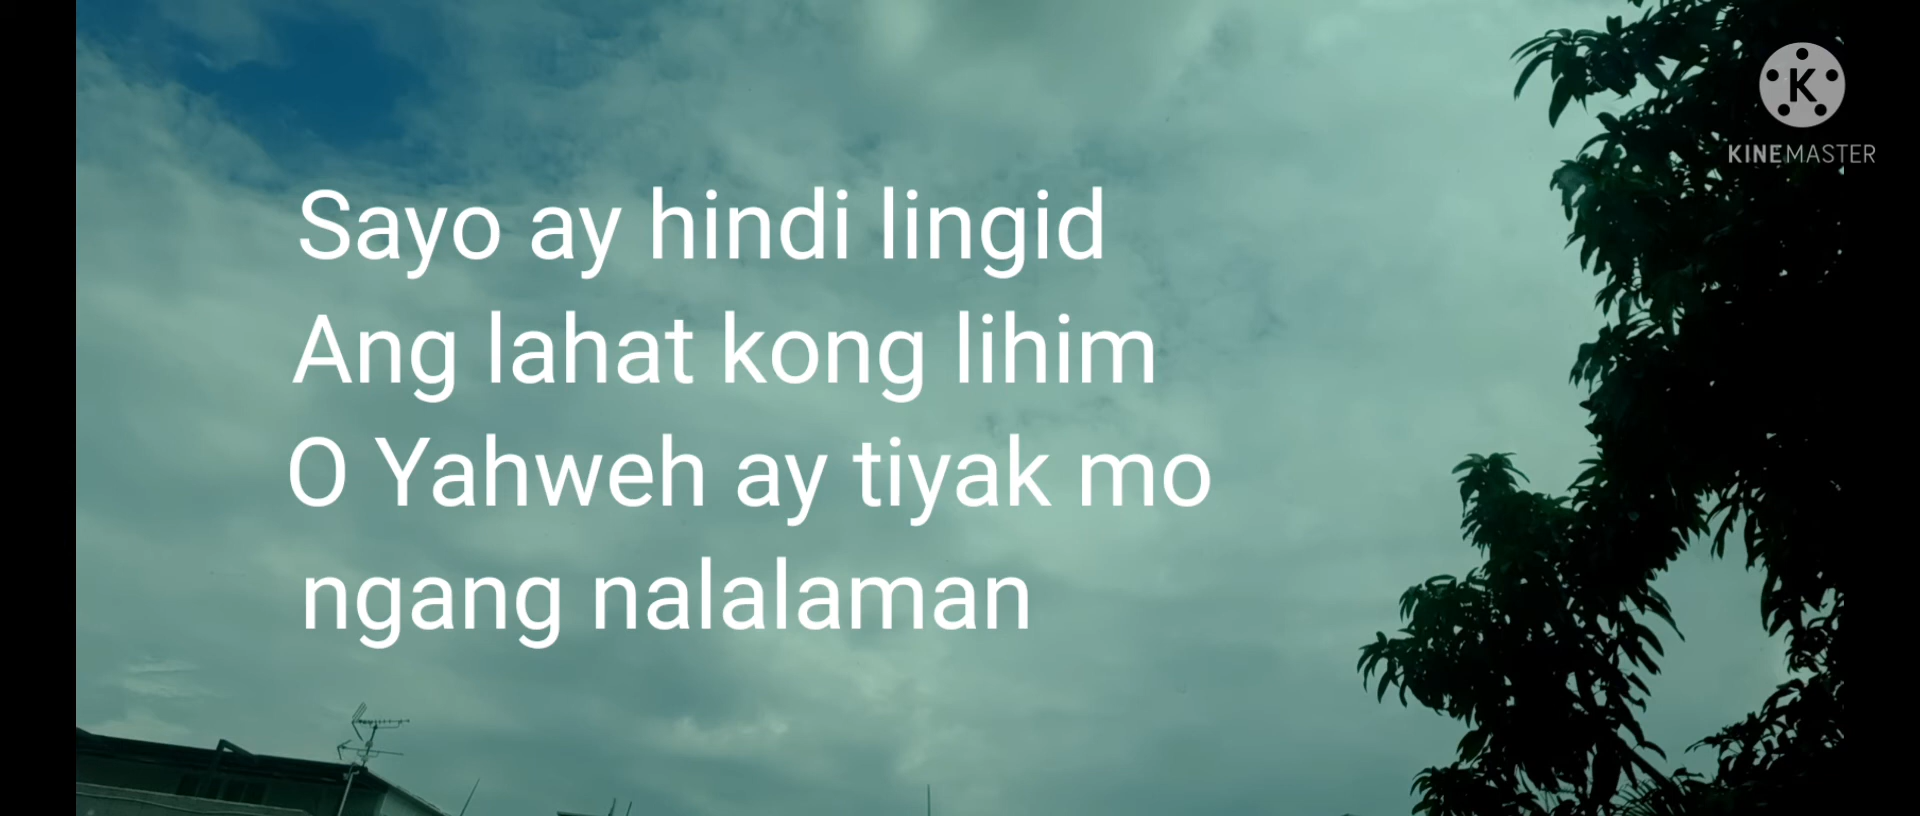 Sayo ay hindi lingid
Ang lahat kong lihim
O Yahweh ay tiyak mo
ngang nalalaman
K
KINEMASTER